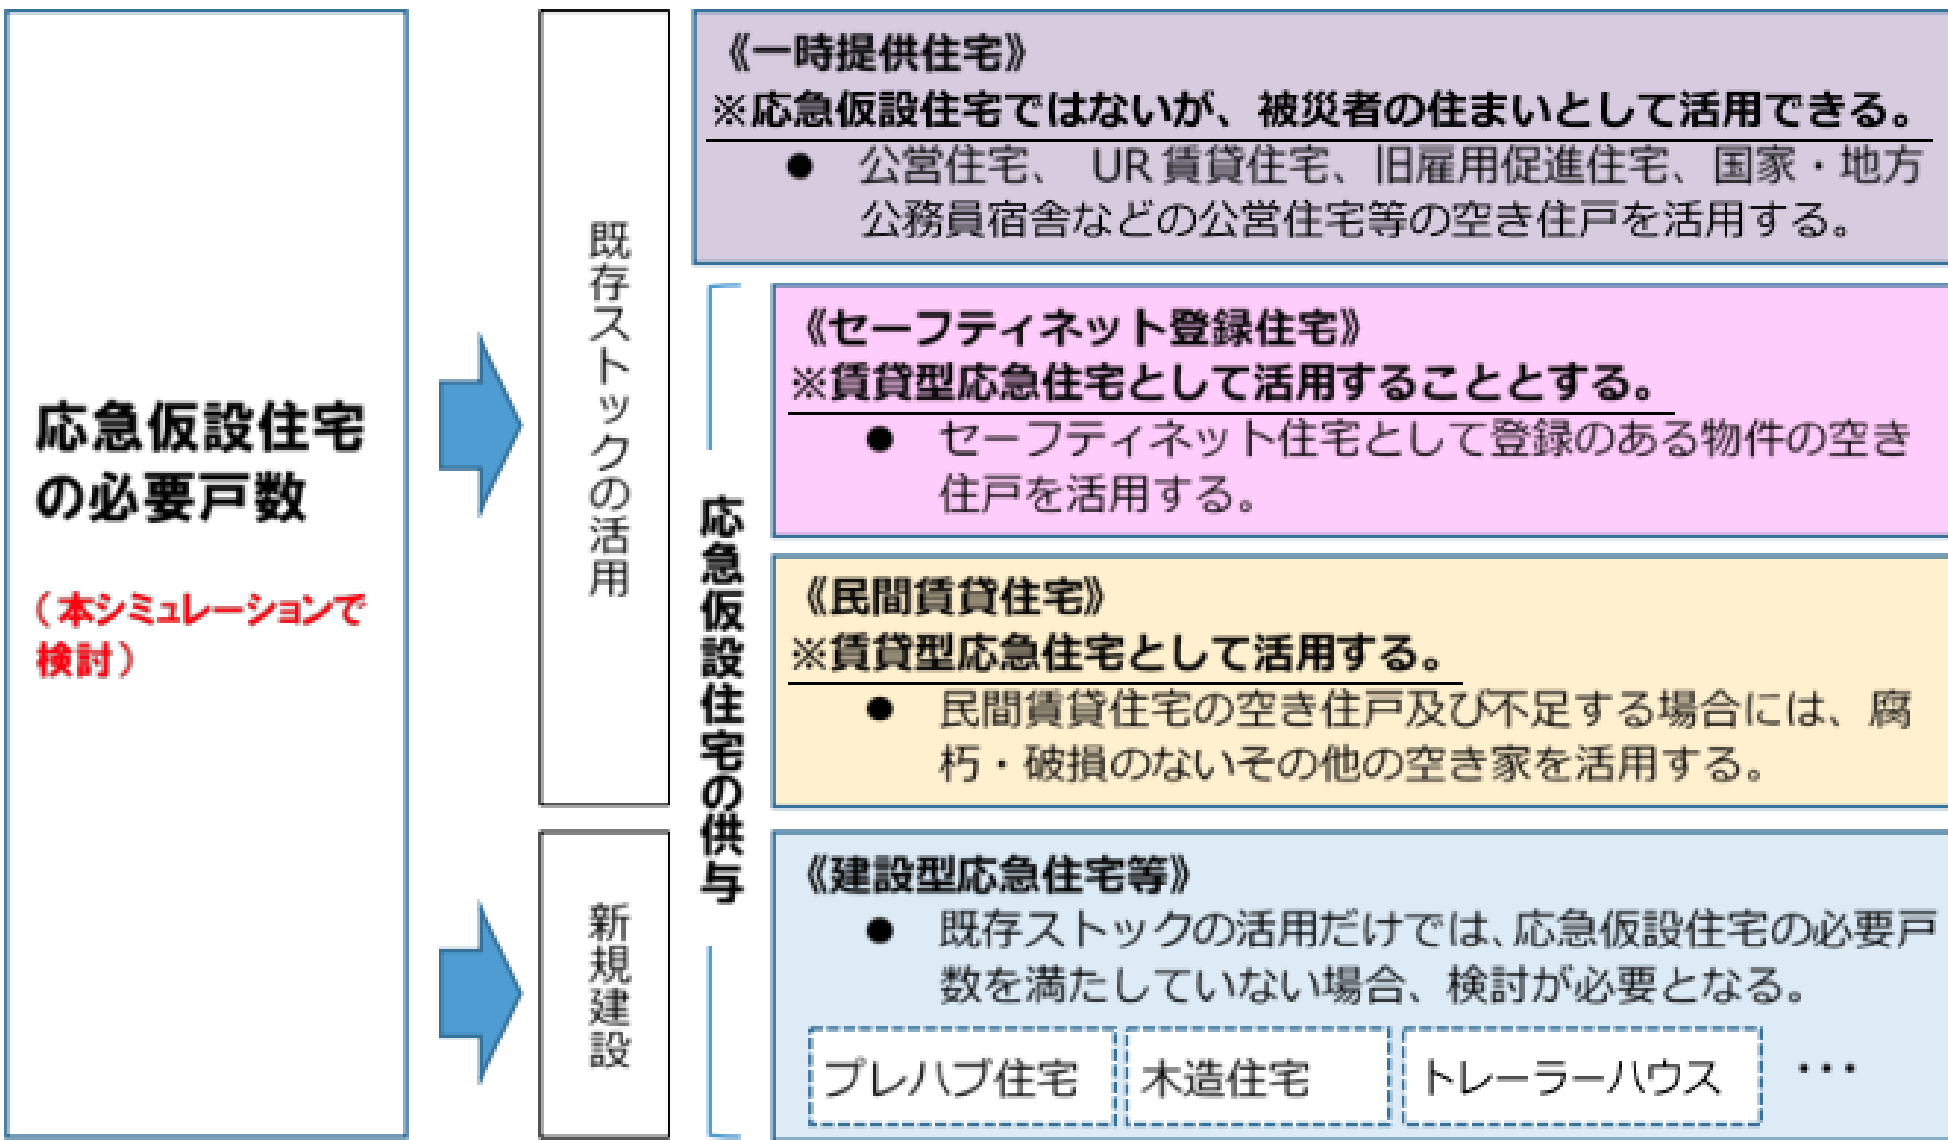 応急仮設住宅
の必要戸数
(本シミュレーションで
検討)
既存ストックの活用
新規建設
《一時提供住宅》
※応急仮設住宅ではないが、被災者の住まいとして活用できる。
● 公営住宅、 UR 賃貸住宅、旧雇用促進住宅、国家・地方
公務員宿舎などの公営住宅等の空き住戸を活用する。
応急仮設住宅の供与
《セーフティネット登録住宅》
※賃貸型応急住宅として活用することとする。
● セーフティネット住宅として登録のある物件の空き
住戸を活用する。
《民間賃貸住宅》
※賃貸型応急住宅として活用する。
● 民間賃貸住宅の空き住戸及び不足する場合には、腐
朽・破損のないその他の空き家を活用する。
《建設型応急住宅等》
● 既存ストックの活用だけでは、応急仮設住宅の必要戸
数を満たしていない場合、検討が必要となる。
プレハブ住宅
木造住宅
トレーラーハウス
・・・